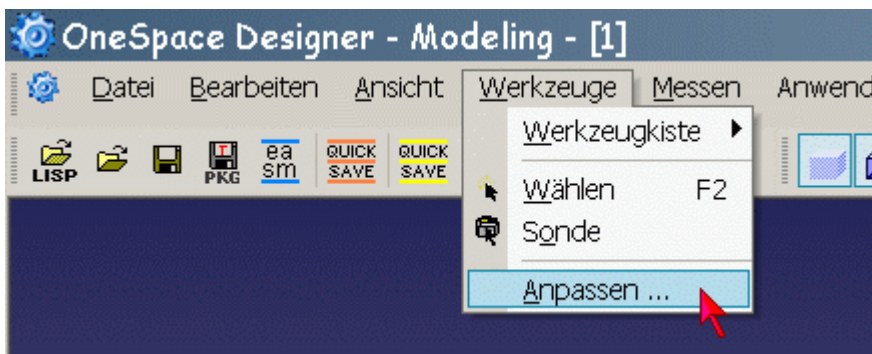 OneSpace Designer - Modeling - [1]
Datei Bearbeiten Ansicht Werkzeuge Messen Anwend
LISP PKG ea sm QUICK SAVE QUICK SAVE
Werkzeugkiste
Wählen F2
Sonde
Anpassen ...